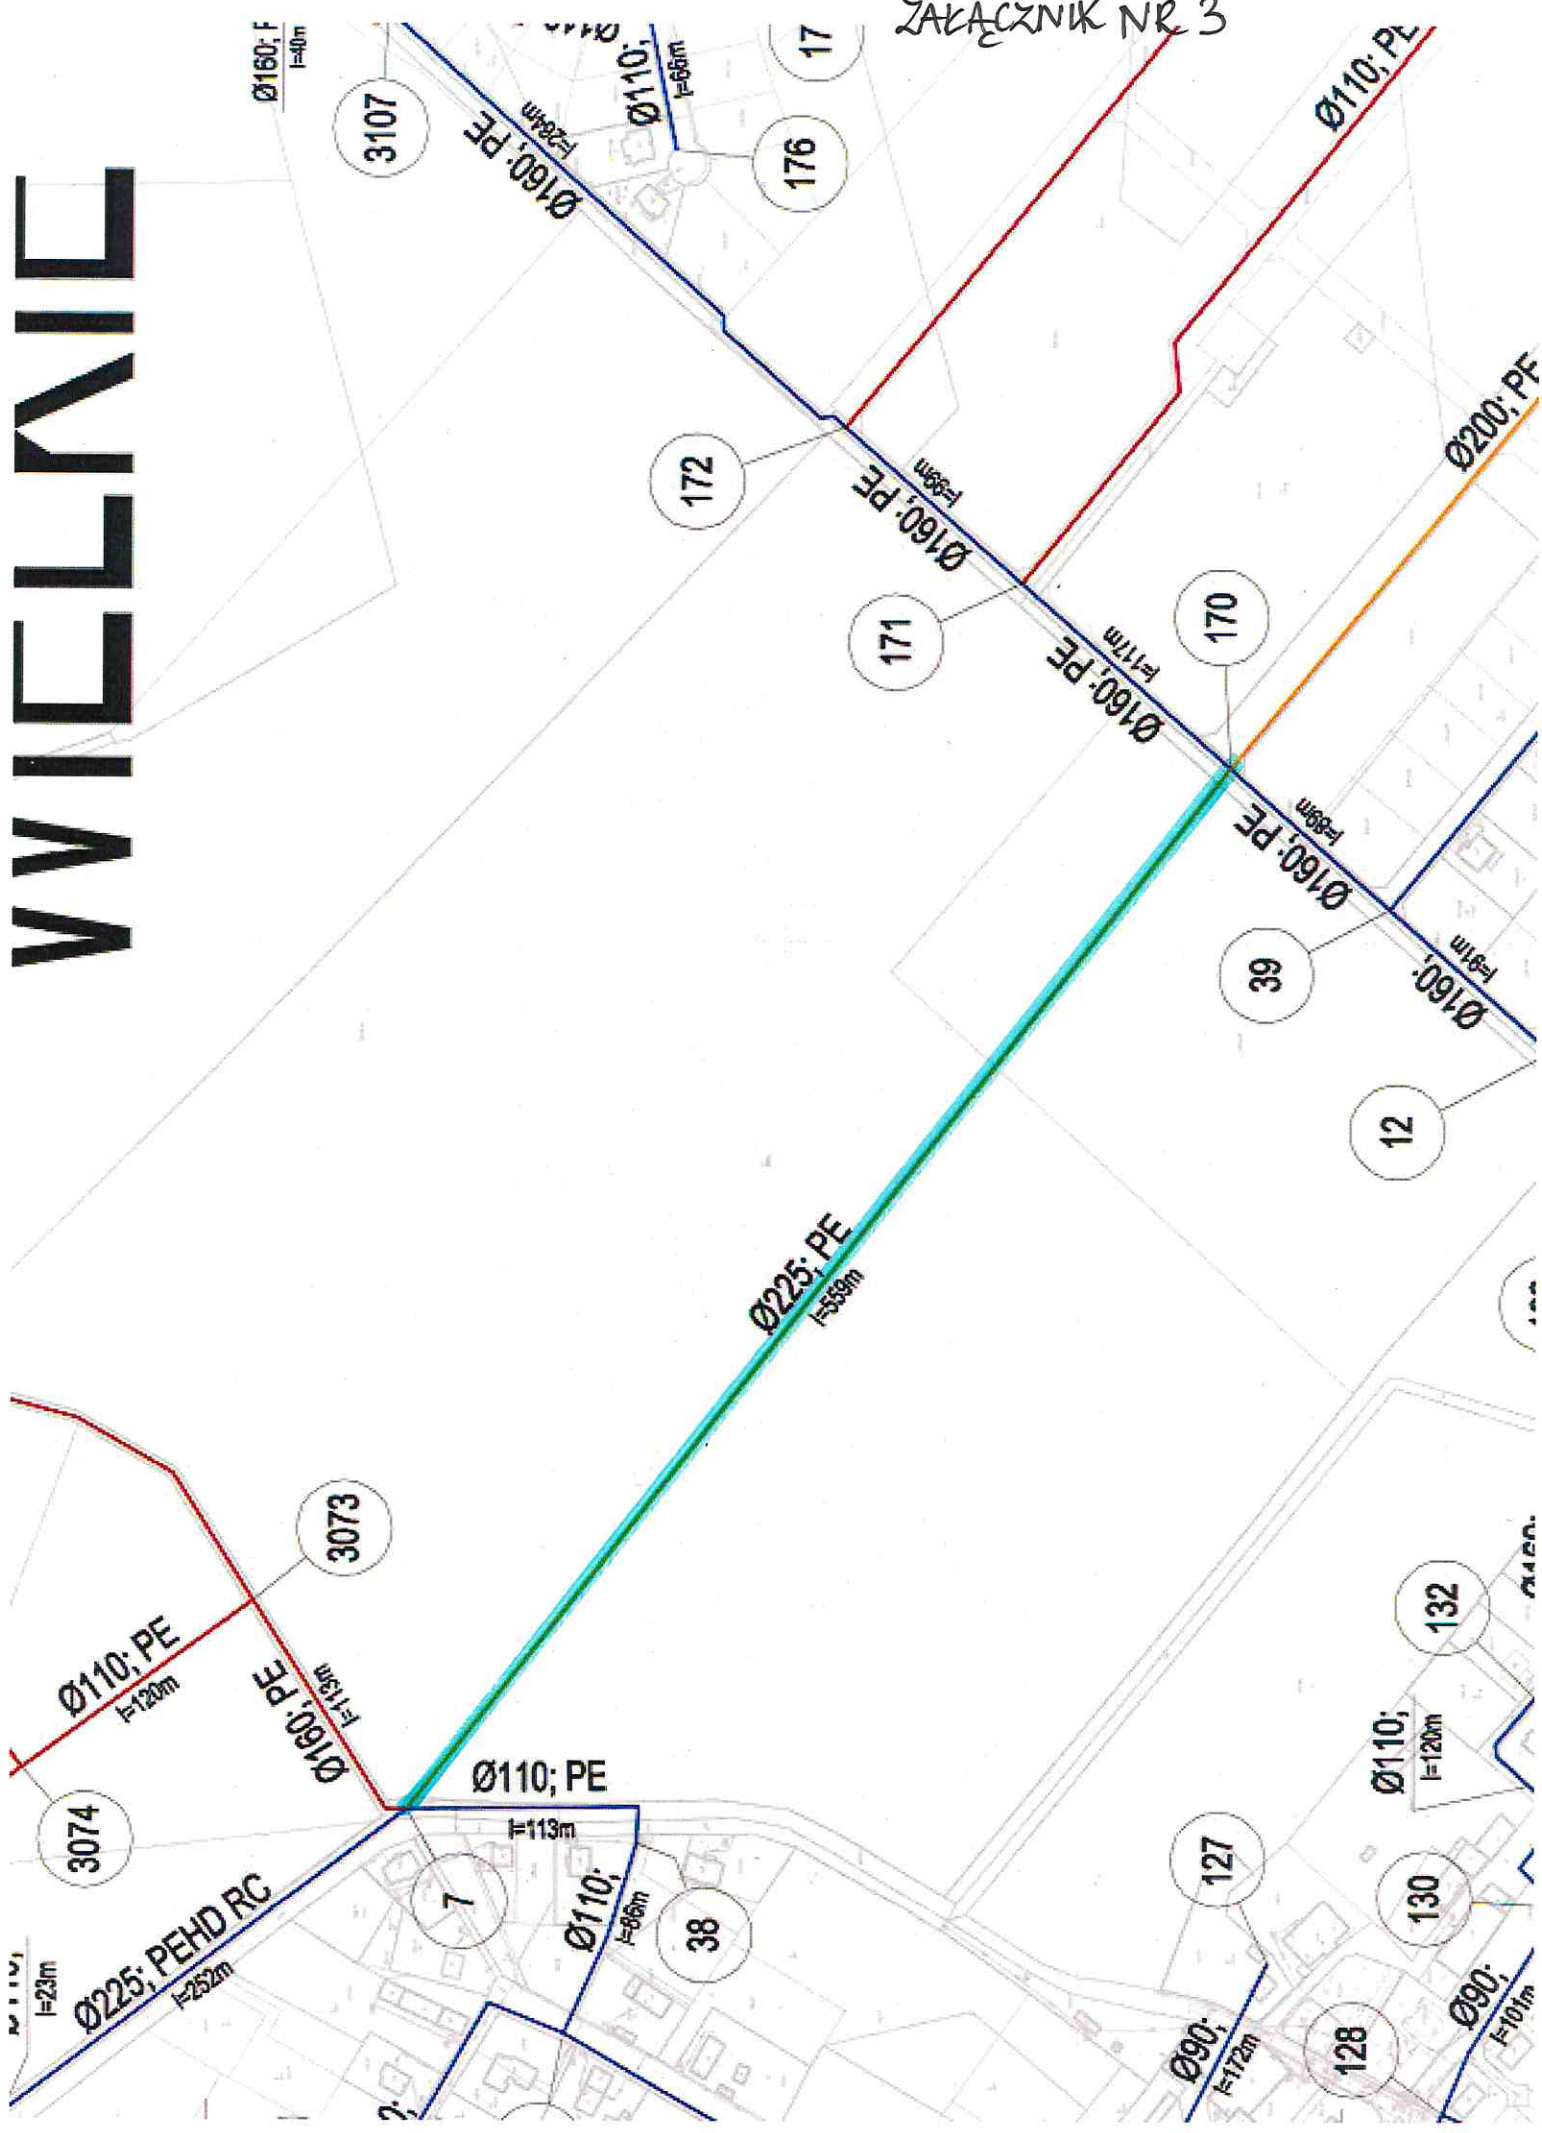 ZAŁĄCZNIK NR 3
WIELKIE
Ø160;
l=40m
3107
Ø160; PE
l=284m
Ø110;
l=66m
176
17
Ø110; PE
172
Ø160; PE
l=99m
171
Ø160; PE
l=117m
170
Ø200; PE
Ø160; PE
l=89m
39
Ø160;
l=91m
12
Ø225; PE
l=559m
3073
Ø110; PE
l=120m
Ø160; PE
l=113m
3074
Ø110; PE
l=113m
7
Ø225; PEHD RC
l=252m
l=23m
Ø110;
l=86m
38
132
Ø110;
l=120m
127
130
Ø90;
l=172m
128
Ø90;
l=101m